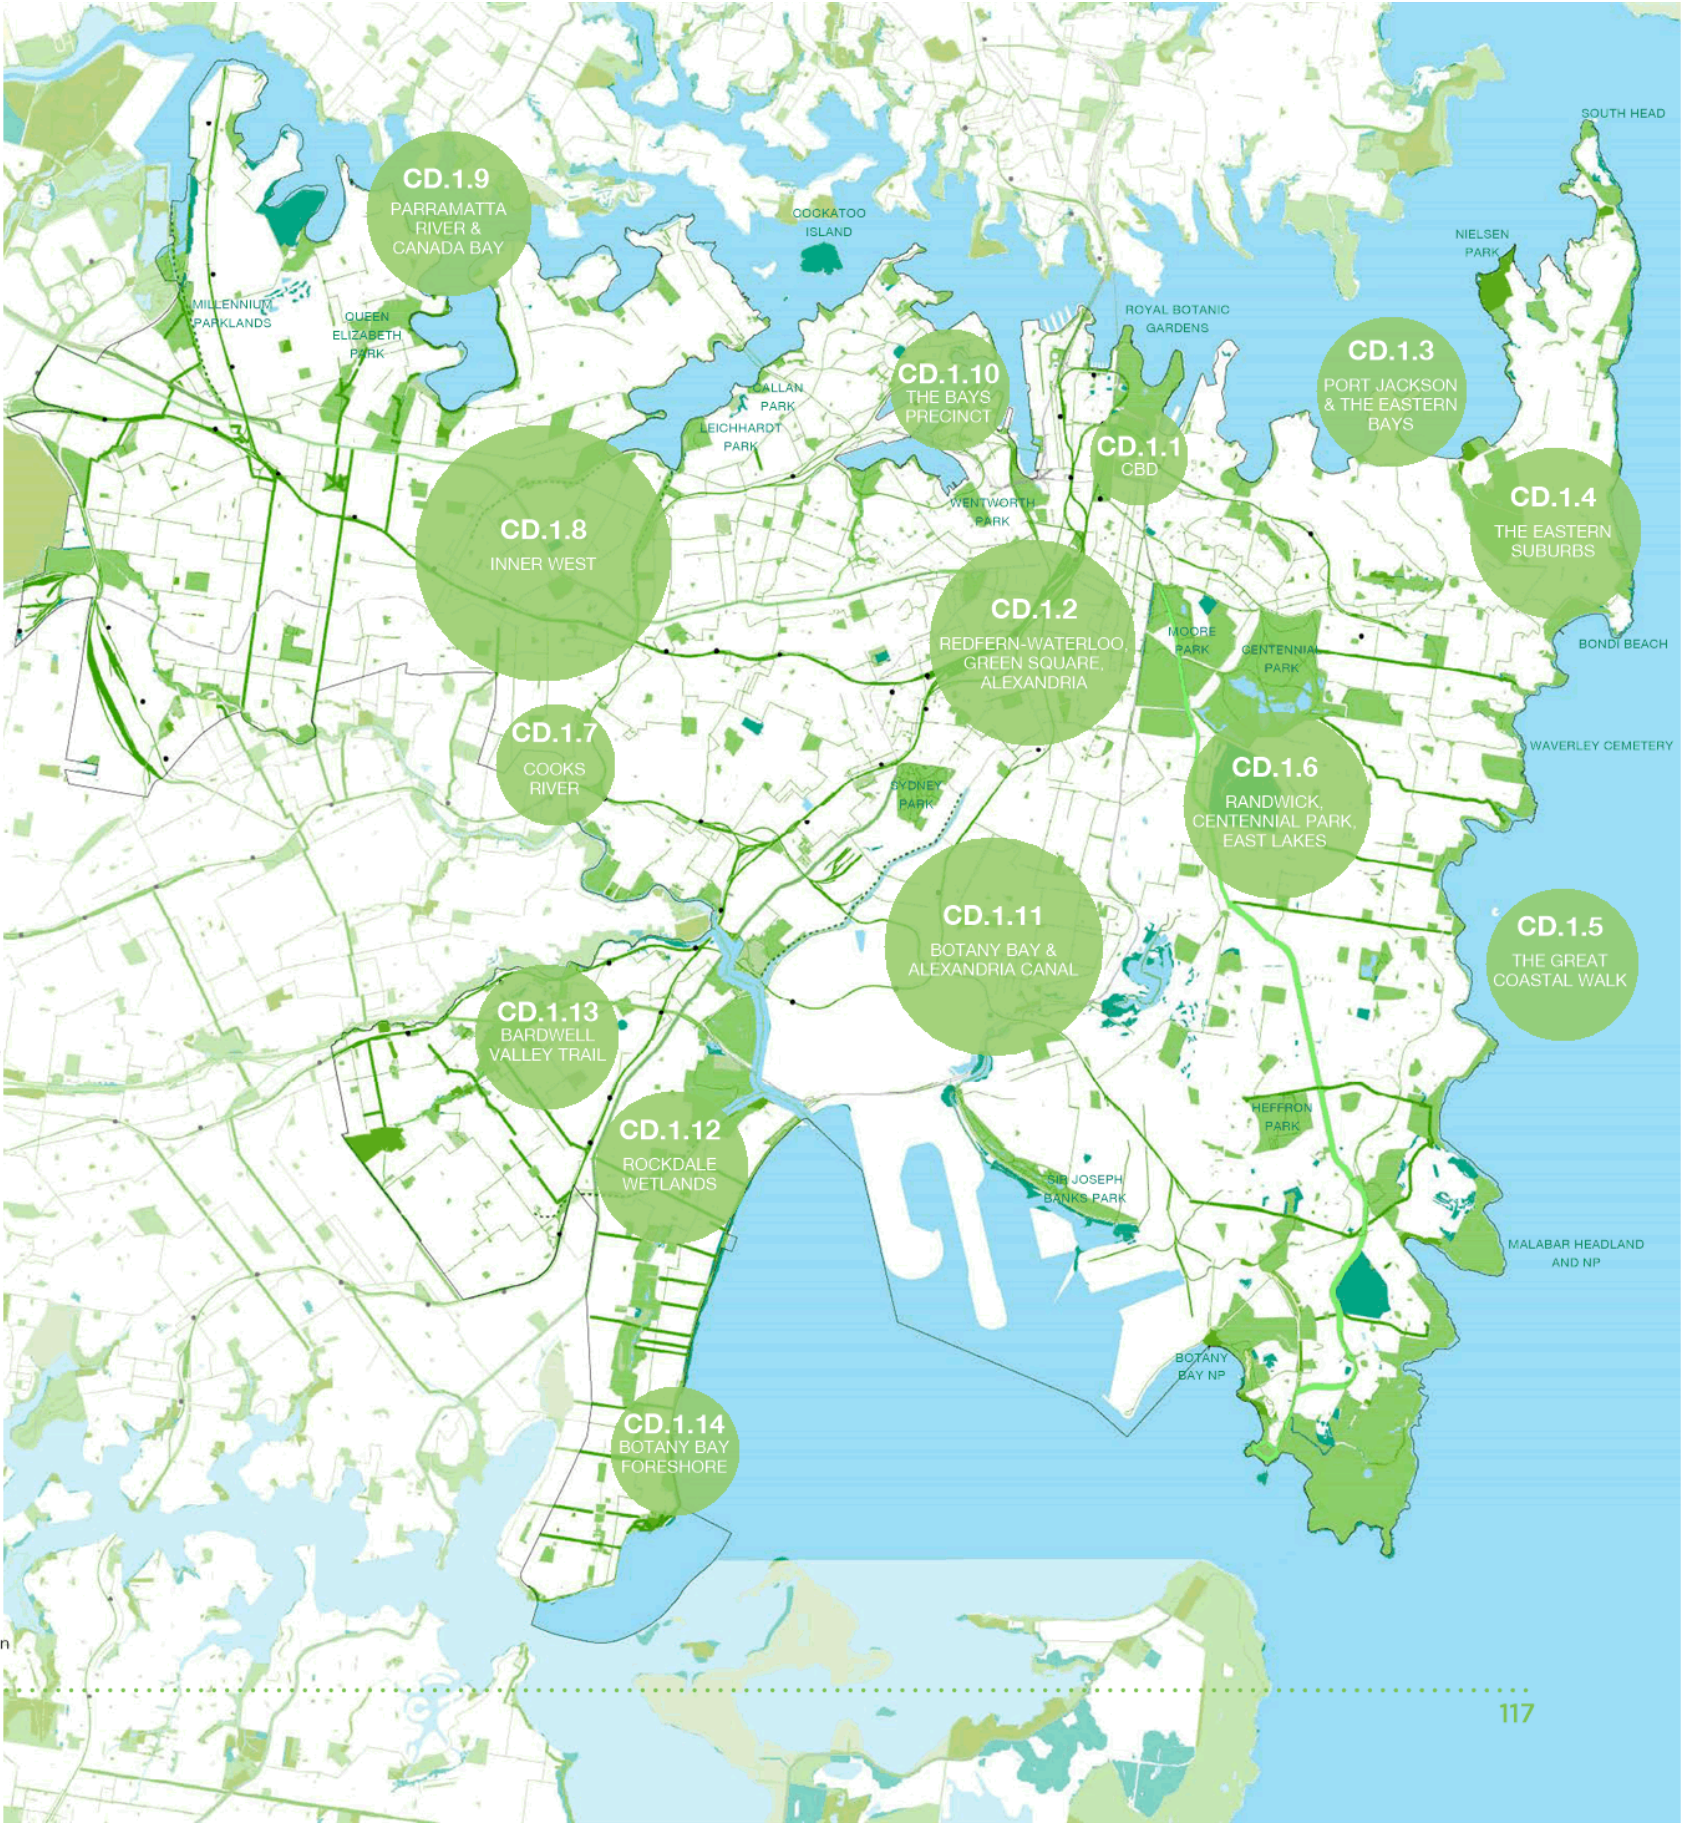 SOUTH HEAD
CD.1.9
PARRAMATTA
RIVER &
CANADA BAY
COCKATOO
ISLAND
NIELSEN
PARK
MILLENNIUM
PARKLANDS
QUEEN
ELIZABETH
PARK
ROYAL BOTANIC
GARDENS
CD.1.3
PORT JACKSON
& THE EASTERN
BAYS
CD.1.10
THE BAYS
PRECINCT
CALLAN
PARK
LEICHHARDT
PARK
CD.1.1
CBD
CD.1.4
THE EASTERN
SUBURBS
WENTWORTH
PARK
CD.1.8
INNER WEST
CD.1.2
REDFERN-WATERLOO,
GREEN SQUARE,
ALEXANDRIA
MOORE
PARK
CENTENNIAL
PARK
BONDI BEACH
CD.1.7
COOKS
RIVER
WAVERLEY CEMETERY
SYDNEY
PARK
CD.1.6
RANDWICK,
CENTENNIAL PARK,
EAST LAKES
CD.1.11
BOTANY BAY &
ALEXANDRIA CANAL
CD.1.5
THE GREAT
COASTAL WALK
CD.1.13
BARDWELL
VALLEY TRAIL
HEFFRON
PARK
CD.1.12
ROCKDALE
WETLANDS
SIR JOSEPH
BANKS PARK
MALABAR HEADLAND
AND NP
BOTANY
BAY NP
CD.1.14
BOTANY BAY
FORESHORE
n
117